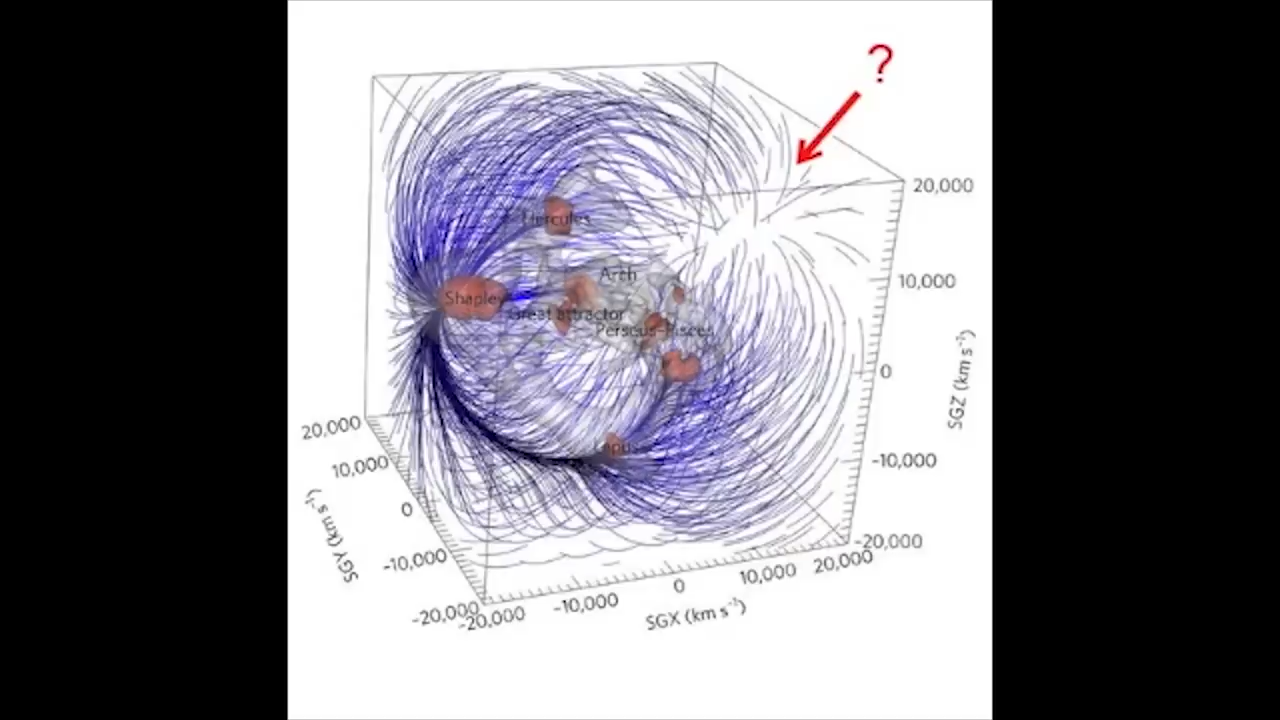 ?
20,000
10,000
0
-10,000
-20,000
SGZ (km s⁻¹)
Hercules
Arch
Shapley
Great attractor
Perseus–Pisces
20,000
10,000
0
-10,000
-20,000
SGY (km s⁻¹)
-20,000
-10,000
0
10,000
20,000
SGX (km s⁻¹)